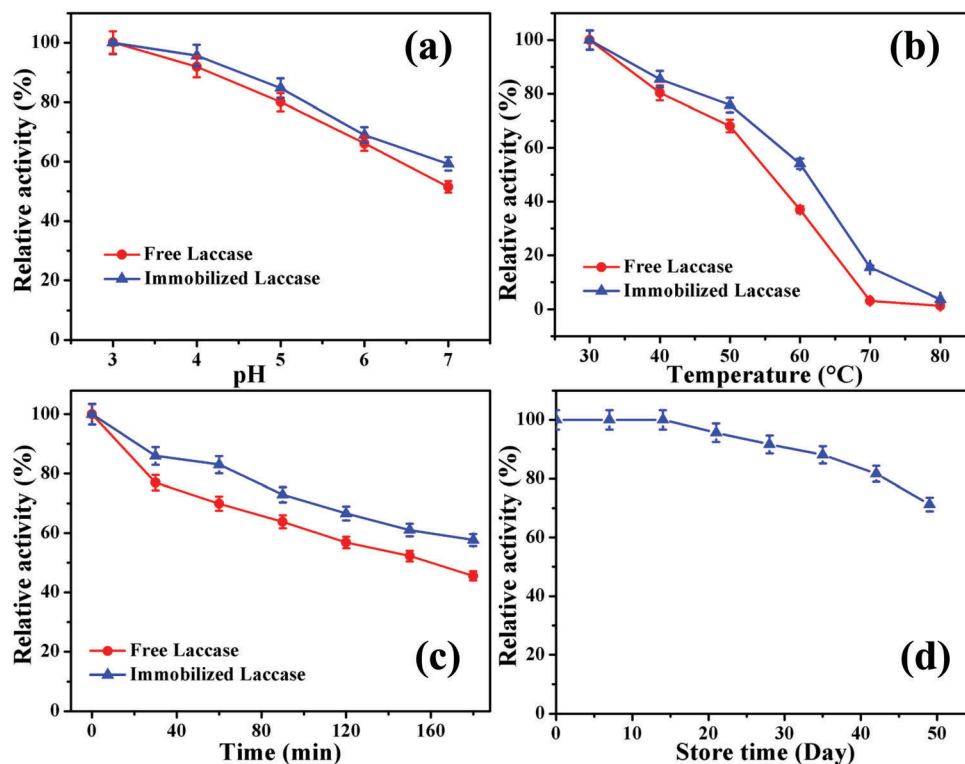 (a)
Relative activity (%)
100
80
60
40
20
0
Free Laccase
Immobilized Laccase
3 4 5 6 7
pH
(b)
Relative activity (%)
100
80
60
40
20
0
Free Laccase
Immobilized Laccase
30 40 50 60 70 80
Temperature (°C)
(c)
Relative activity (%)
100
80
60
40
20
0
Free Laccase
Immobilized Laccase
0 40 80 120 160
Time (min)
(d)
Relative activity (%)
100
80
60
40
20
0
0 10 20 30 40 50
Store time (Day)